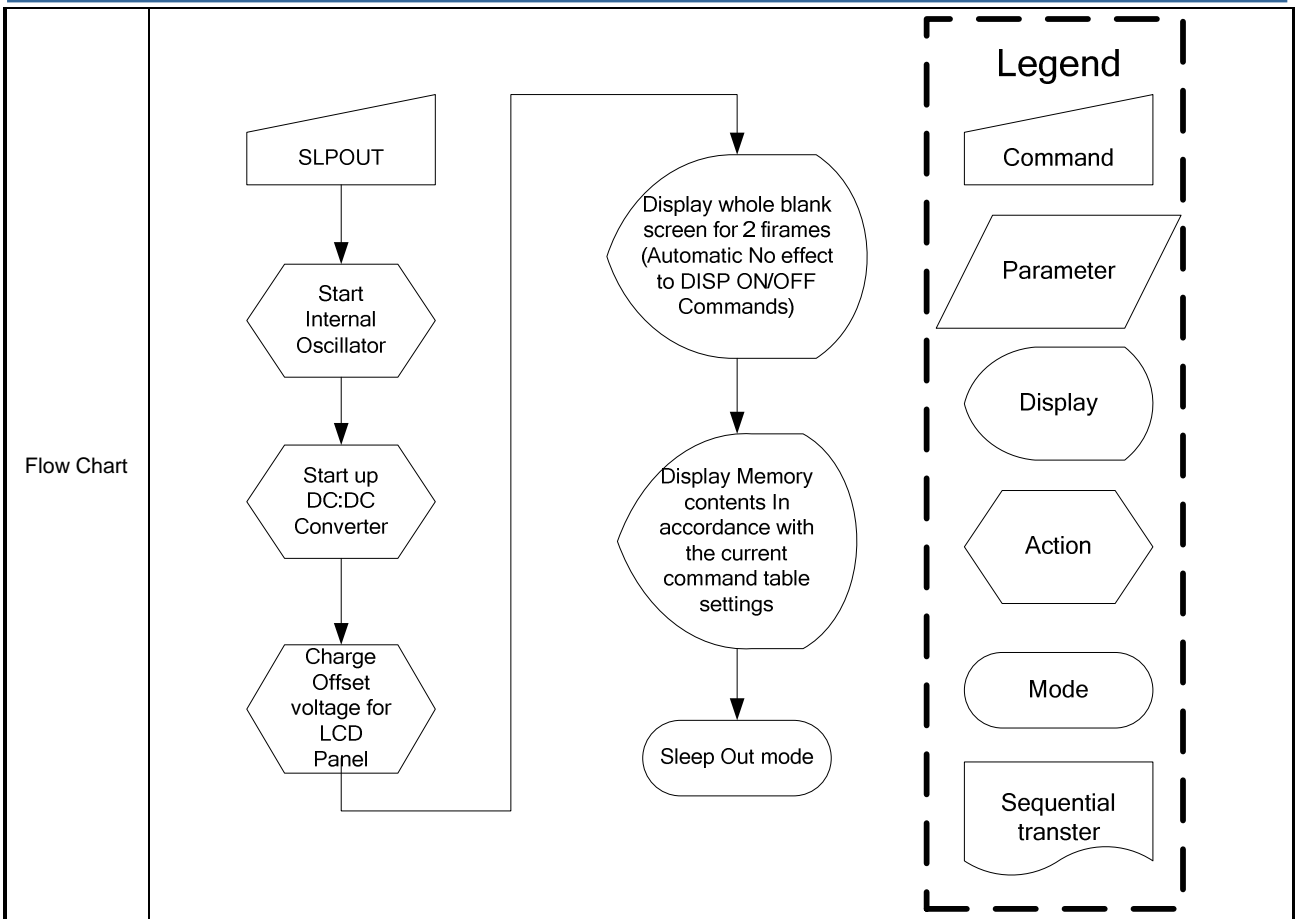 Flow Chart
SLPOUT
Start
Internal
Oscillator
Start up
DC:DC
Converter
Charge
Offset
voltage for
LCD
Panel
Display whole blank
screen for 2 firames
(Automatic No effect
to DISP ON/OFF
Commands)
Display Memory
contents In
accordance with
the current
command table
settings
Sleep Out mode
Legend
Command
Parameter
Display
Action
Mode
Sequential
transter